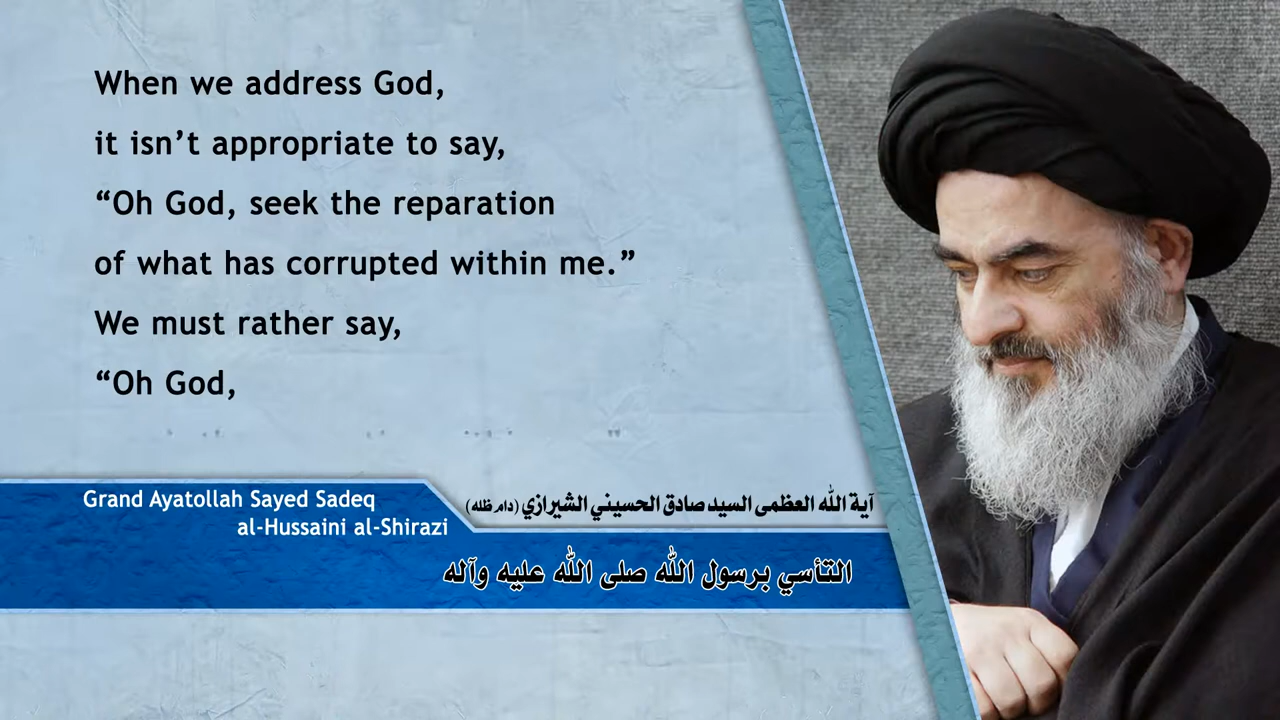 When we address God,
it isn’t appropriate to say,
“Oh God, seek the reparation
of what has corrupted within me.”
We must rather say,
“Oh God,
Grand Ayatollah Sayed Sadeq
al-Hussaini al-Shirazi
آية الله العظمى السيد صادق الحسيني الشيرازي (دام ظله)
التأسي برسول الله صلى الله عليه وآله